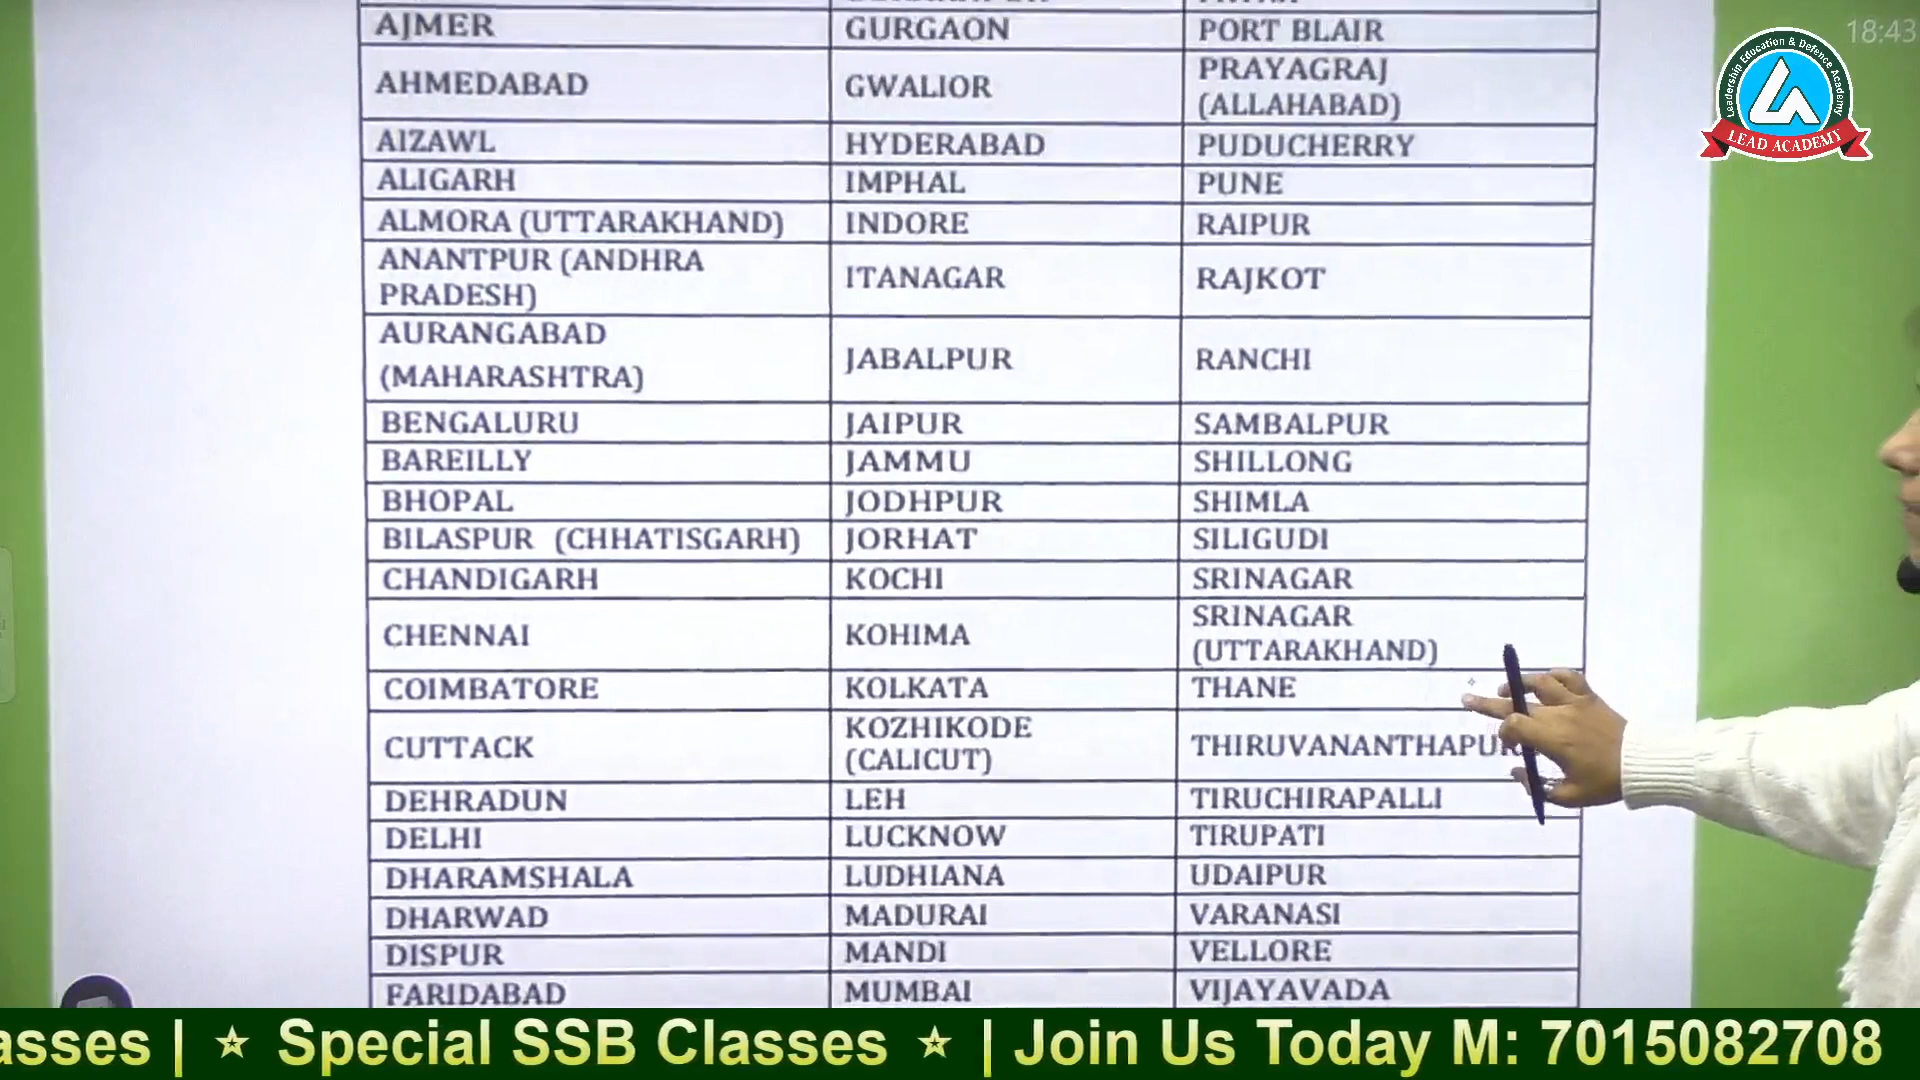 AJMER GURGAON PORT BLAIR
AHMEDABAD GWALIOR PRAYAGRAJ
(ALLAHABAD)
AIZAWL HYDERABAD PUDUCHERRY
ALIGARH IMPHAL PUNE
ALMORA (UTTARAKHAND) INDORE RAIPUR
ANANTPUR (ANDHRA
PRADESH) ITANAGAR RAJKOT
AURANGABAD
(MAHARASHTRA) JABALPUR RANCHI
BENGALURU JAIPUR SAMBALPUR
BAREILLY JAMMU SHILLONG
BHOPAL JODHPUR SHIMLA
BILASPUR (CHHATISGARH) JORHAT SILIGUDI
CHANDIGARH KOCHI SRINAGAR
CHENNAI KOHIMA SRINAGAR
(UTTARAKHAND)
COIMBATORE KOLKATA THANE
CUTTACK KOZHIKODE
(CALICUT)
DEHRADUN LEH TIRUCHIRAPALLI
DELHI LUCKNOW TIRUPATI
DHARAMSHALA LUDHIANA UDAIPUR
DHARWAD MADURAI VARANASI
DISPUR MANDI VELLORE
FARIDABAD MUMBAI VIJAYAVADA
18:43
Leadership Education & Defence Academy
LEAD ACADEMY
asses | ☆ Special SSB Classes ☆ | Join Us Today M: 7015082708